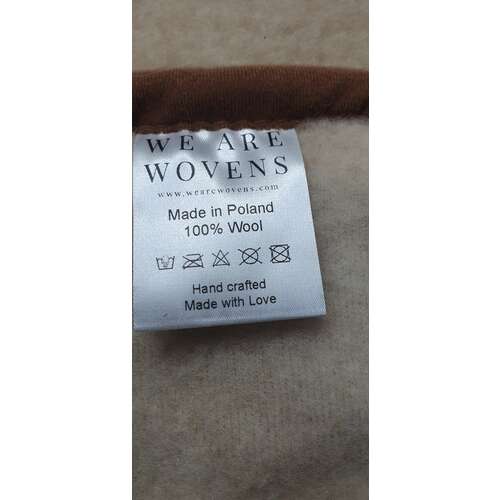 WE ARE
WOVENS
www.wearewovens.com
Made in Poland
100% Wool
Hand crafted
Made with Love